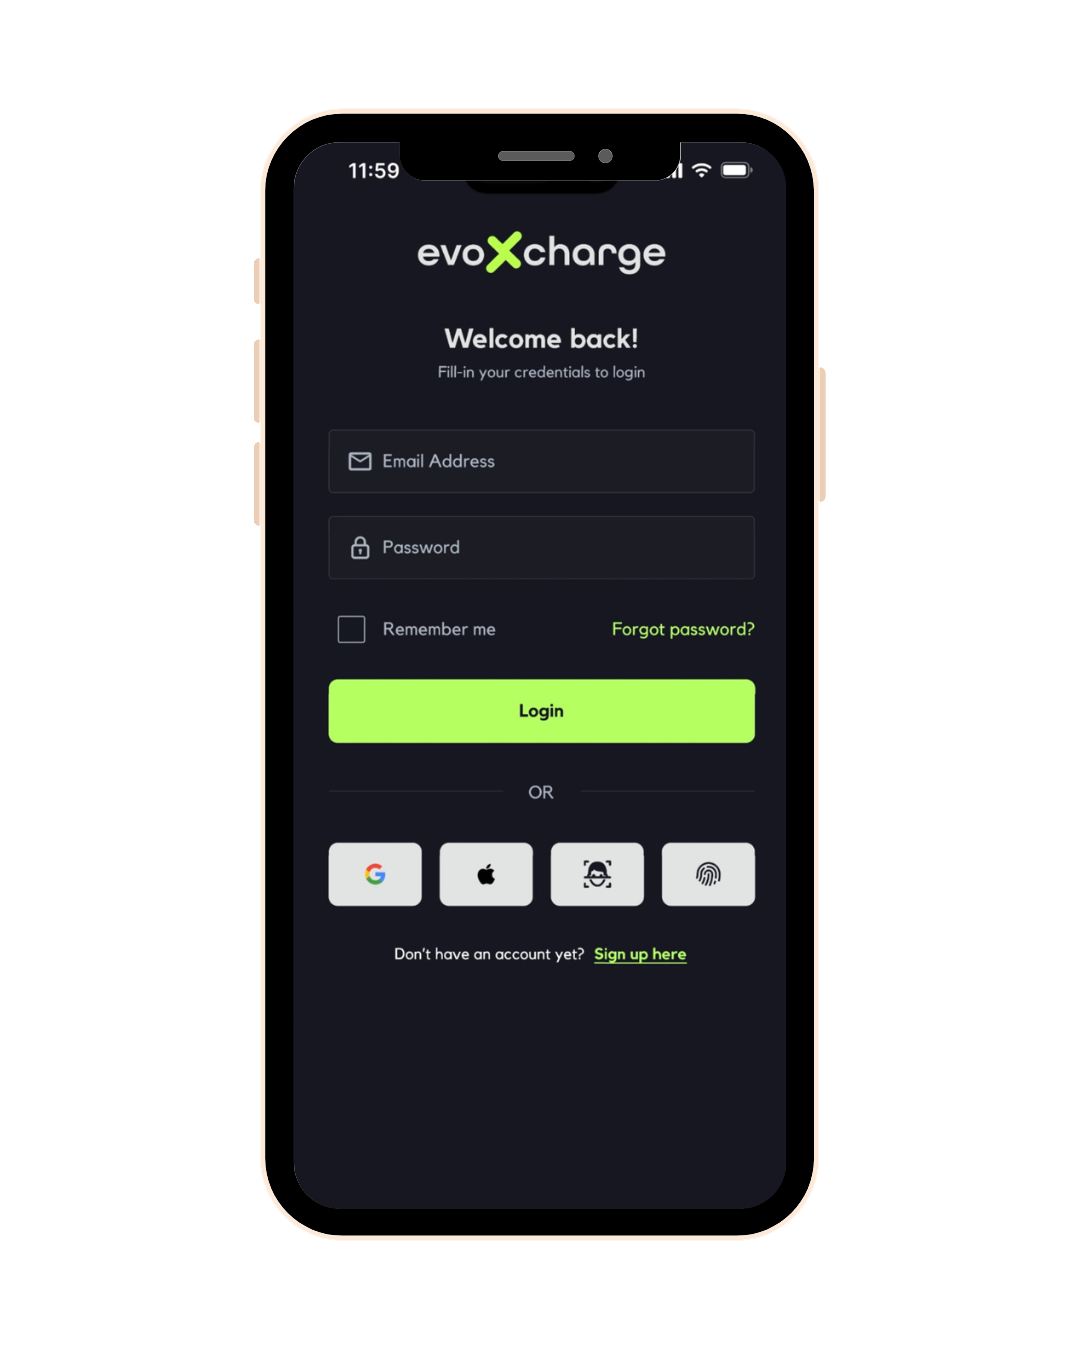 11:59
evoXcharge
Welcome back!
Fill-in your credentials to login
Email Address
Password
Remember me Forgot password?
Login
OR
Don't have an account yet? Sign up here